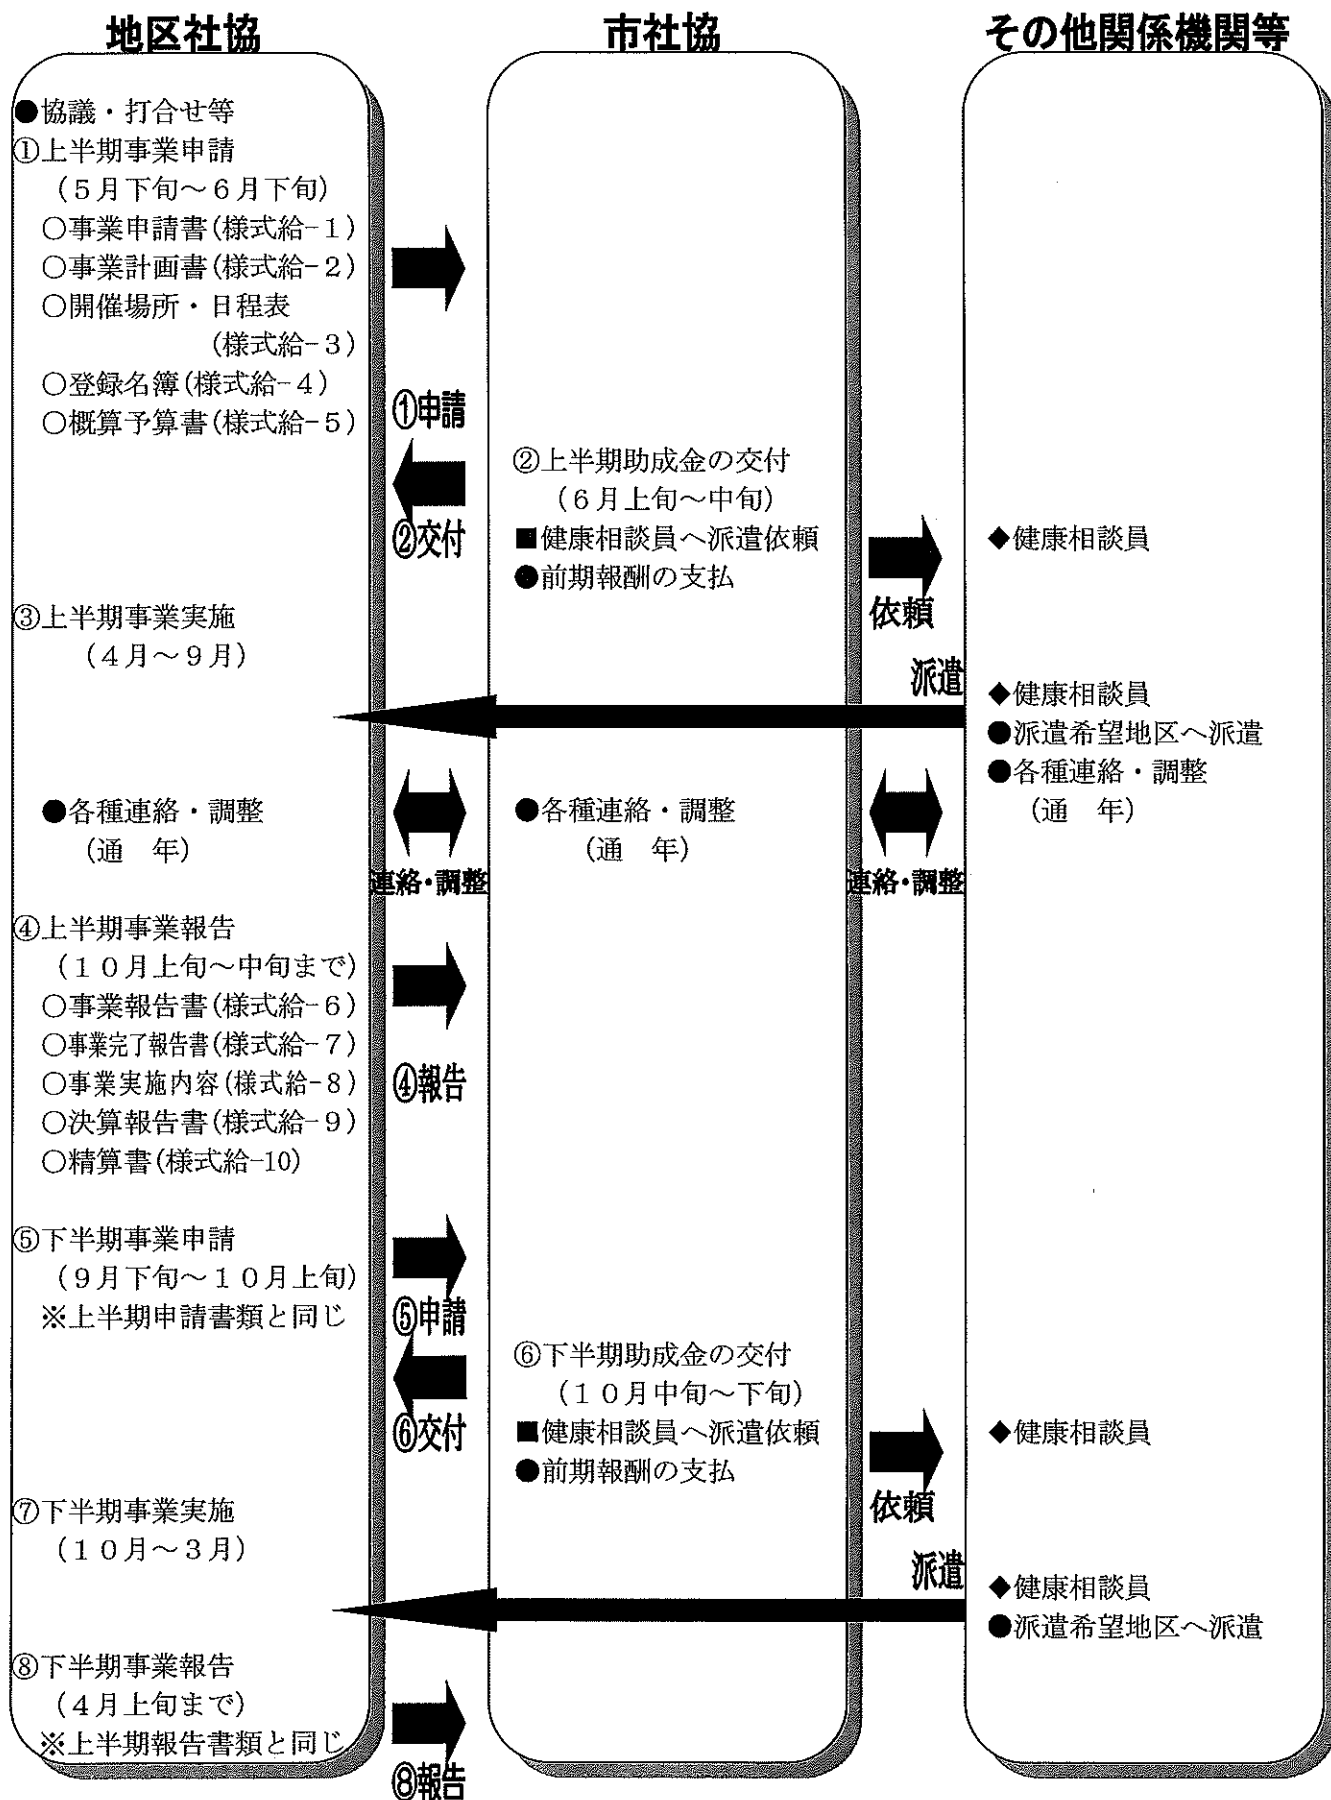 地区社協
●協議・打合せ等
①上半期事業申請
（５月下旬～６月下旬）
○事業申請書(様式給-１)
○事業計画書(様式給-２)
○開催場所・日程表
(様式給-３)
○登録名簿(様式給-４)
○概算予算書(様式給-５)
③上半期事業実施
（４月～９月）
●各種連絡・調整
（通　年）
④上半期事業報告
（１０月上旬～中旬まで）
○事業報告書(様式給-６)
○事業完了報告書(様式給-７)
○事業実施内容(様式給-８)
○決算報告書(様式給-９)
○精算書(様式給-10)
⑤下半期事業申請
（９月下旬～１０月上旬）
※上半期申請書類と同じ
⑦下半期事業実施
（１０月～３月）
⑧下半期事業報告
（４月上旬まで）
※上半期報告書類と同じ
①申請
②交付
連絡・調整
④報告
⑤申請
⑥交付
⑧報告
市社協
②上半期助成金の交付
（６月上旬～中旬）
■健康相談員へ派遣依頼
●前期報酬の支払
●各種連絡・調整
（通　年）
⑥下半期助成金の交付
（１０月中旬～下旬）
■健康相談員へ派遣依頼
●前期報酬の支払
依頼
派遣
連絡・調整
依頼
派遣
その他関係機関等
◆健康相談員
◆健康相談員
●派遣希望地区へ派遣
●各種連絡・調整
（通　年）
◆健康相談員
◆健康相談員
●派遣希望地区へ派遣